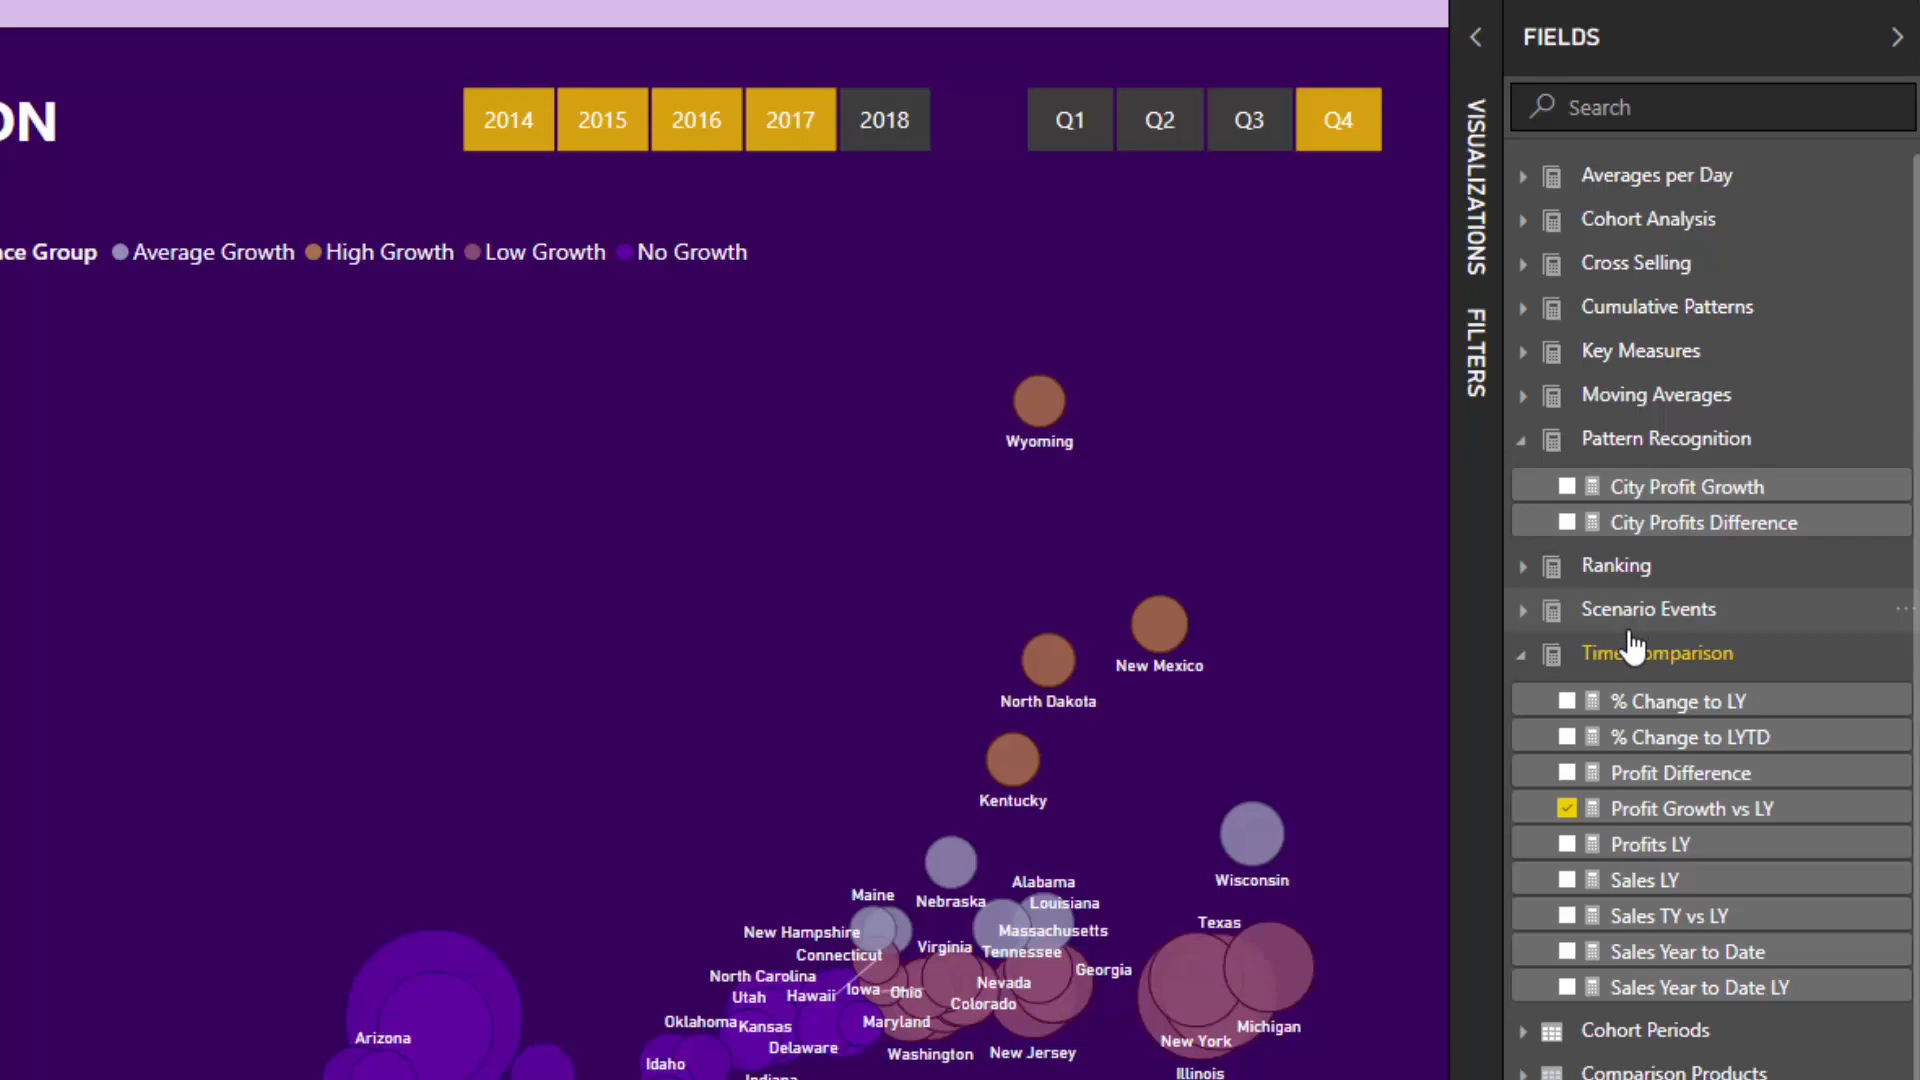 ON
2014 2015 2016 2017 2018
Q1 Q2 Q3 Q4
nce Group Average Growth High Growth Low Growth No Growth
Wyoming
New Mexico
North Dakota
Kentucky
Wisconsin
Nebraska
Alabama
Maine
Louisiana
Texas
New Hampshire
Massachusetts
Virginia
Tennessee
Connecticut
Georgia
North Carolina
Nevada
Utah
Hawaii
Iowa
Ohio
Colorado
Oklahoma
Kansas
Maryland
Michigan
Arizona
New York
Delaware
Washington
New Jersey
Idaho
Illinois
Indiana
VISUALIZATIONS
FILTERS
FIELDS
Search
Averages per Day
Cohort Analysis
Cross Selling
Cumulative Patterns
Key Measures
Moving Averages
Pattern Recognition
City Profit Growth
City Profits Difference
Ranking
Scenario Events
Time Comparison
% Change to LY
% Change to LYTD
Profit Difference
Profit Growth vs LY
Profits LY
Sales LY
Sales TY vs LY
Sales Year to Date
Sales Year to Date LY
Cohort Periods
Comparison Products